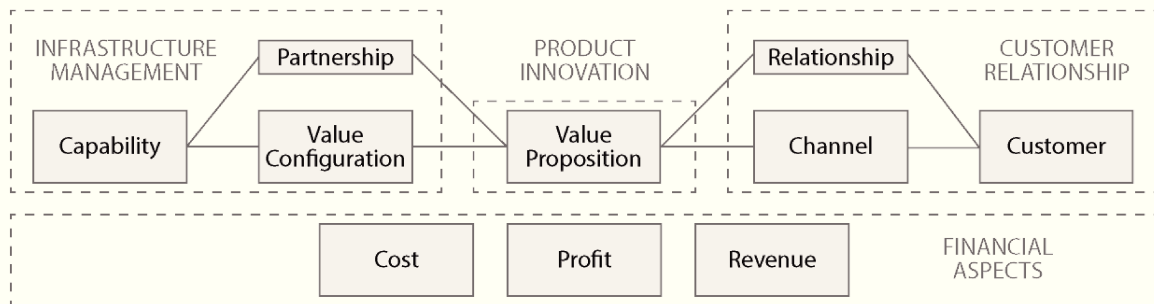 INFRASTRUCTURE
MANAGEMENT
Partnership
Capability
Value
Configuration
PRODUCT
INNOVATION
Value
Proposition
Relationship
CUSTOMER
RELATIONSHIP
Channel
Customer
Cost
Profit
Revenue
FINANCIAL
ASPECTS